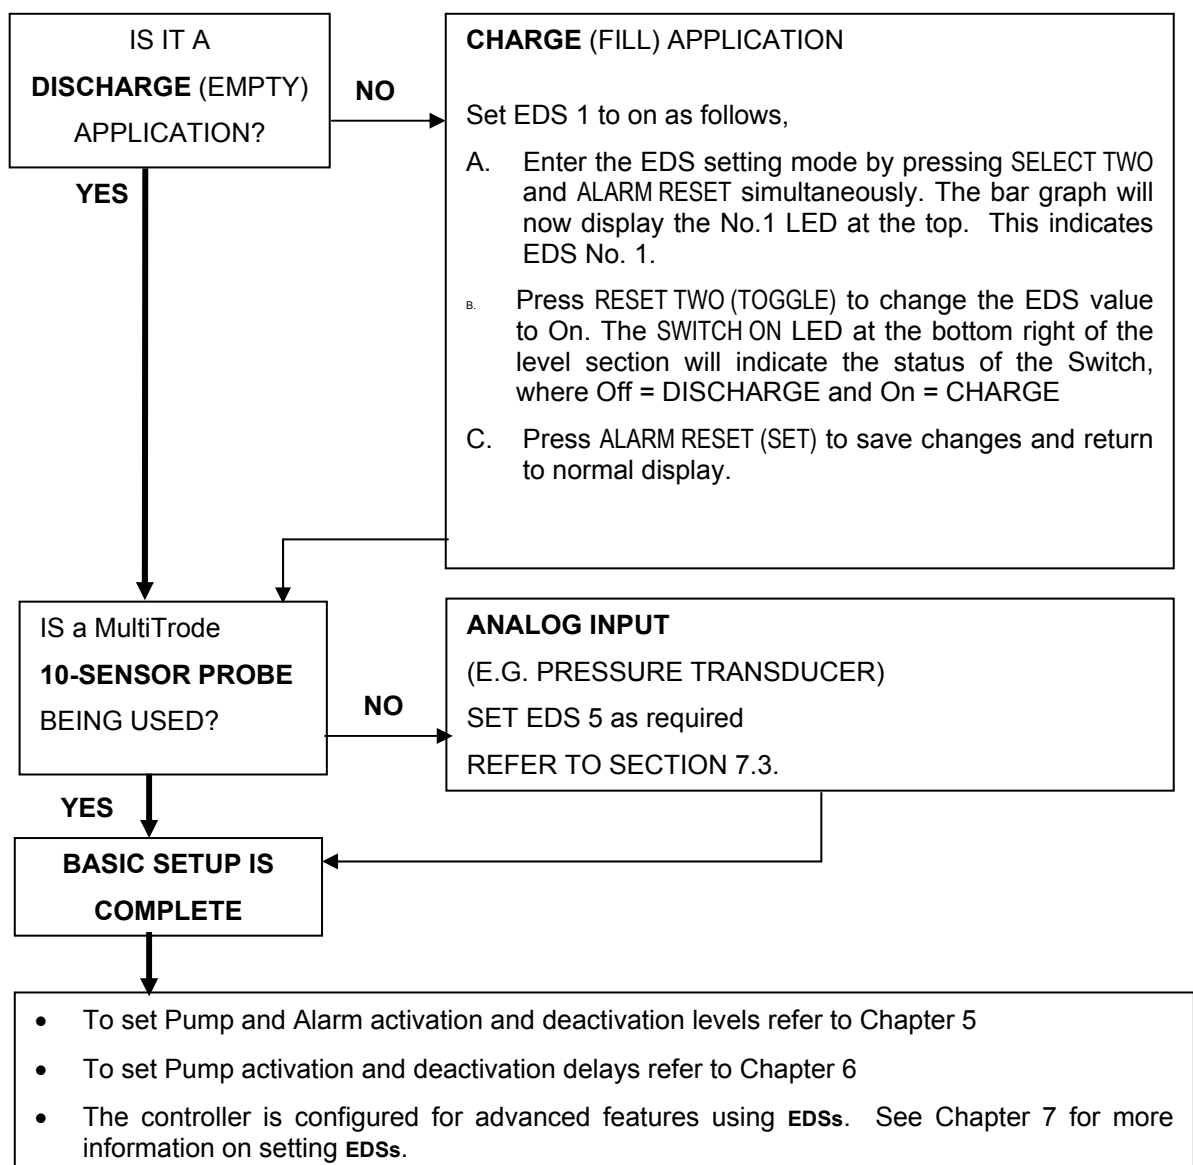 IS IT A
DISCHARGE (EMPTY)
APPLICATION?
NO
YES
CHARGE (FILL) APPLICATION
Set EDS 1 to on as follows,
A. Enter the EDS setting mode by pressing SELECT TWO
and ALARM RESET simultaneously. The bar graph will
now display the No.1 LED at the top. This indicates
EDS No. 1.
B. Press RESET TWO (TOGGLE) to change the EDS value
to On. The SWITCH ON LED at the bottom right of the
level section will indicate the status of the Switch,
where Off = DISCHARGE and On = CHARGE
C. Press ALARM RESET (SET) to save changes and return
to normal display.
IS a MultiTrode
10-SENSOR PROBE
BEING USED?
NO
YES
ANALOG INPUT
(E.G. PRESSURE TRANSDUCER)
SET EDS 5 as required
REFER TO SECTION 7.3.
BASIC SETUP IS
COMPLETE
• To set Pump and Alarm activation and deactivation levels refer to Chapter 5
• To set Pump activation and deactivation delays refer to Chapter 6
• The controller is configured for advanced features using EDSs. See Chapter 7 for more
information on setting EDSs.